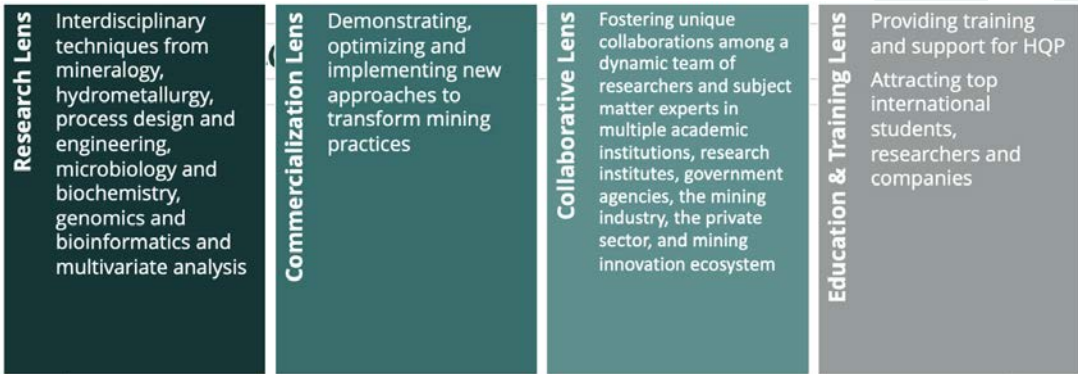 Research Lens
Interdisciplinary
techniques from
mineralogy,
hydrometallurgy,
process design and
engineering,
microbiology and
biochemistry,
genomics and
bioinformatics and
multivariate analysis
Commercialization Lens
Demonstrating,
optimizing and
implementing new
approaches to
transform mining
practices
Collaborative Lens
Fostering unique
collaborations among a
dynamic team of
researchers and subject
matter experts in
multiple academic
institutions, research
institutes, government
agencies, the mining
industry, the private
sector, and mining
innovation ecosystem
Education & Training Lens
Providing training
and support for HQP
Attracting top
international
students,
researchers and
companies